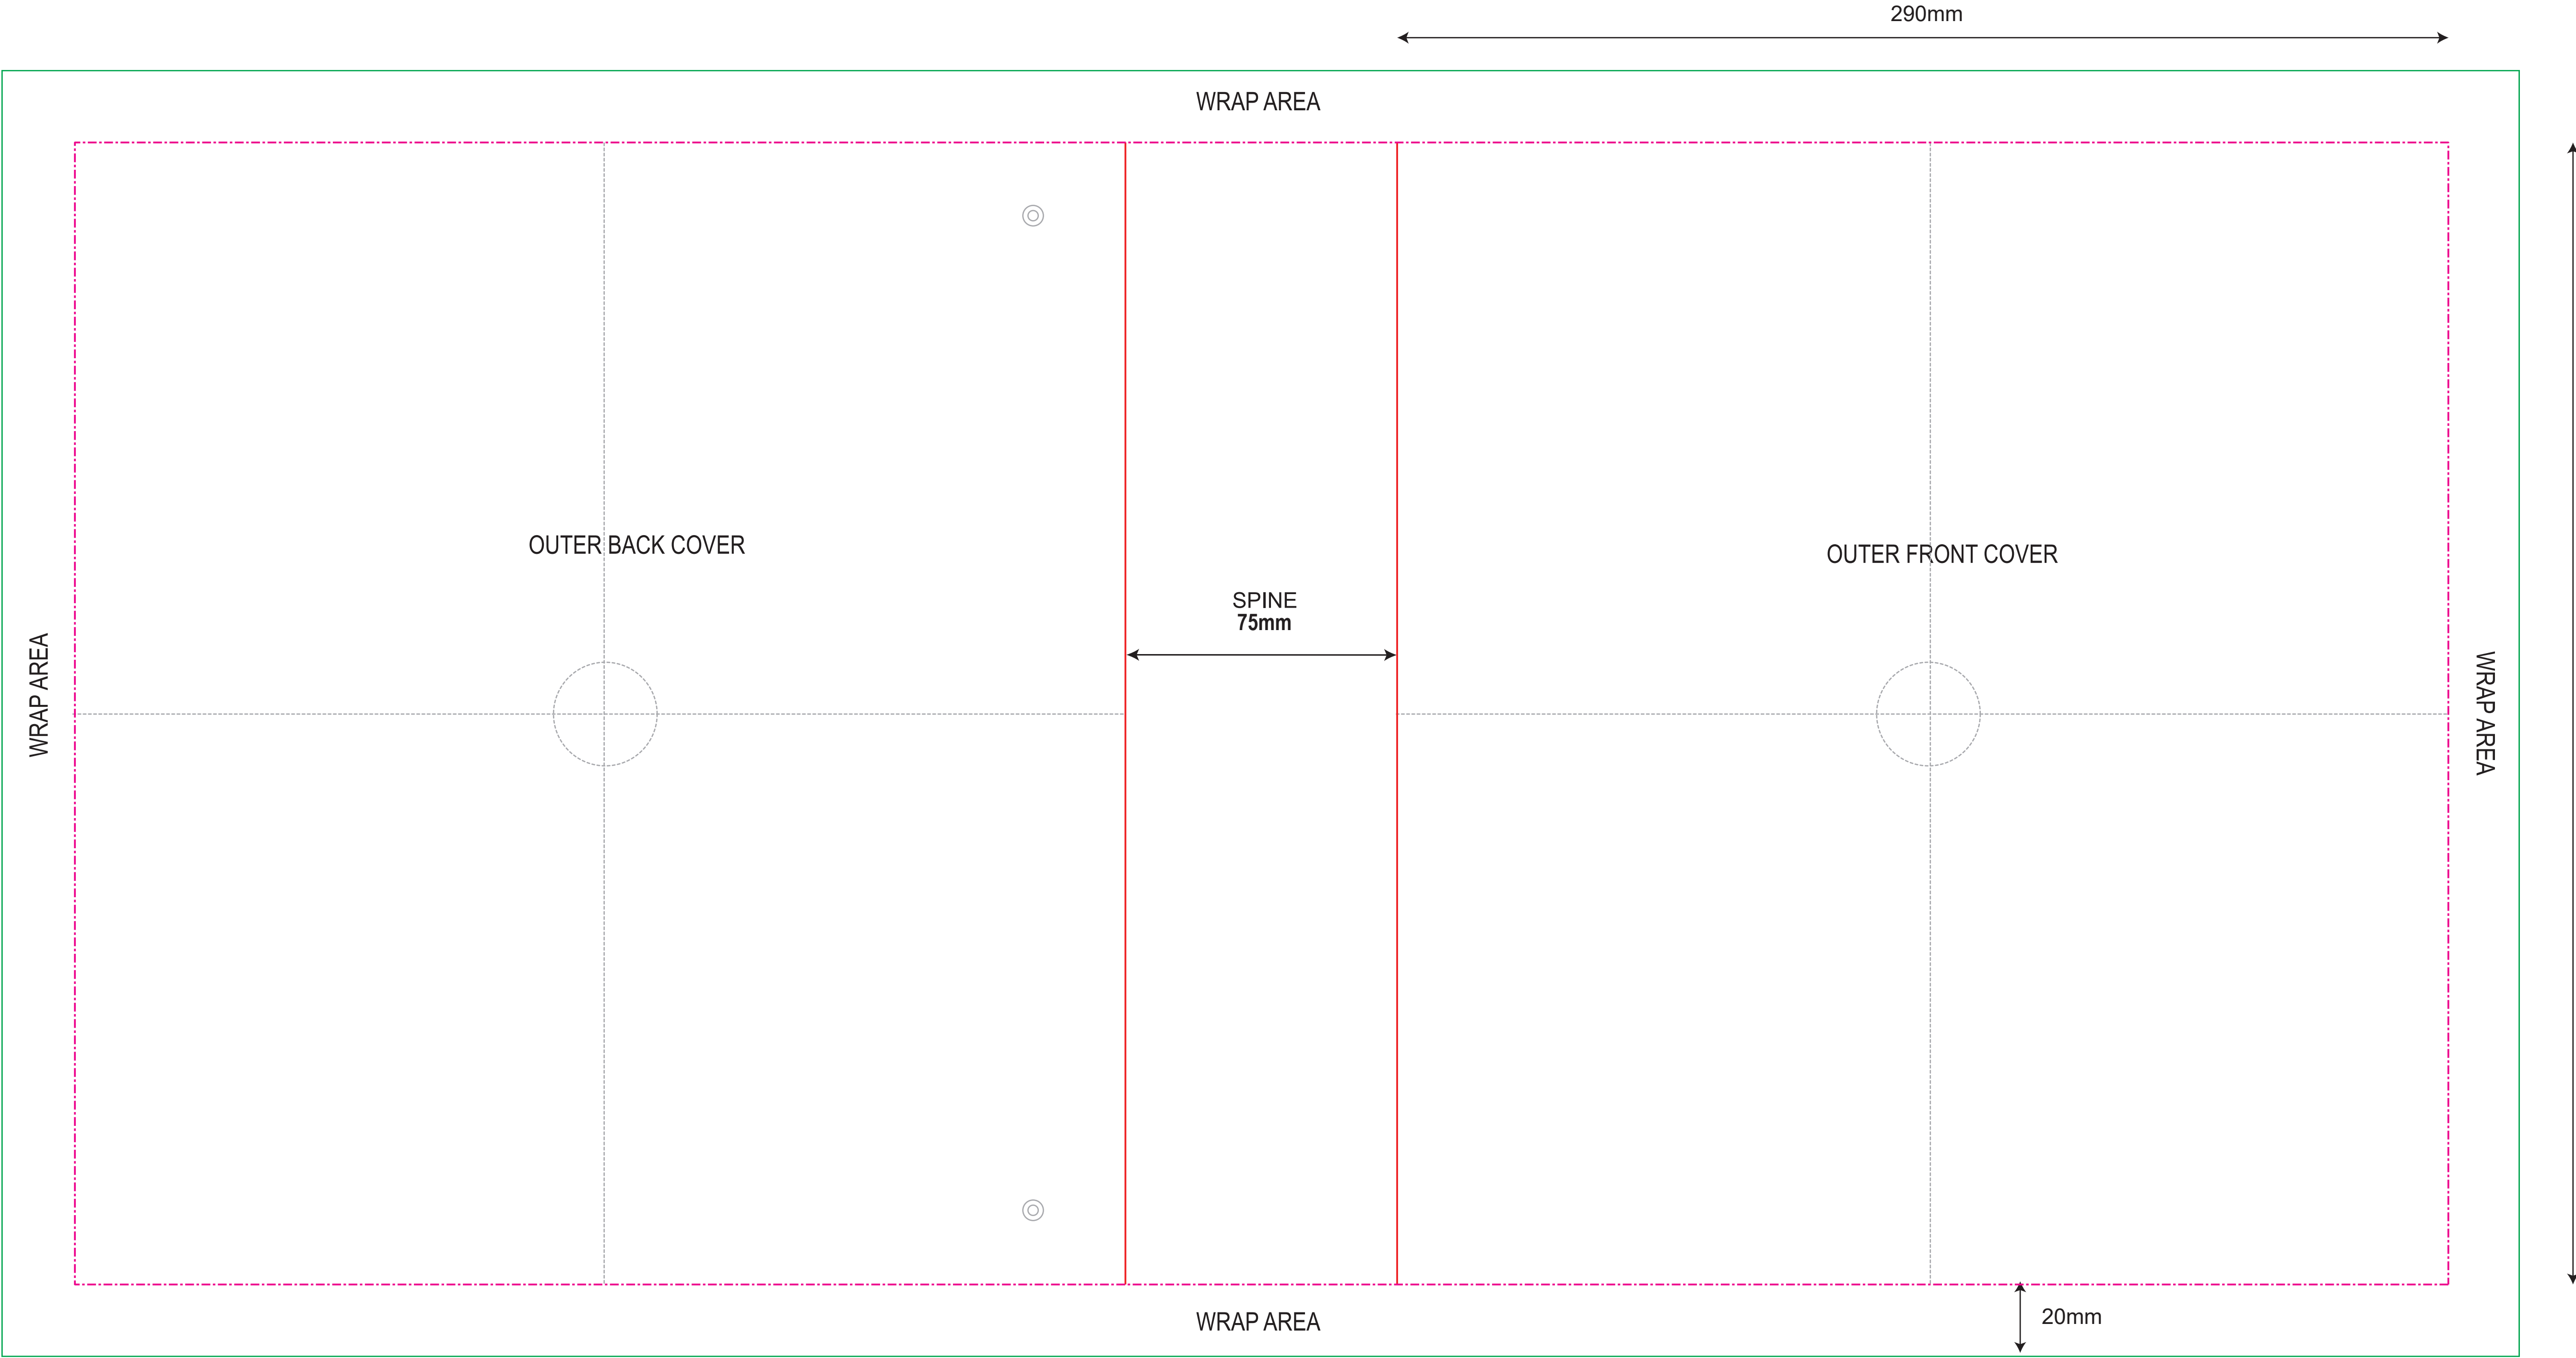 290mm
WRAP AREA
OUTER BACK COVER
OUTER FRONT COVER
SPINE
75mm
WRAP AREA
WRAP AREA
WRAP AREA
20mm